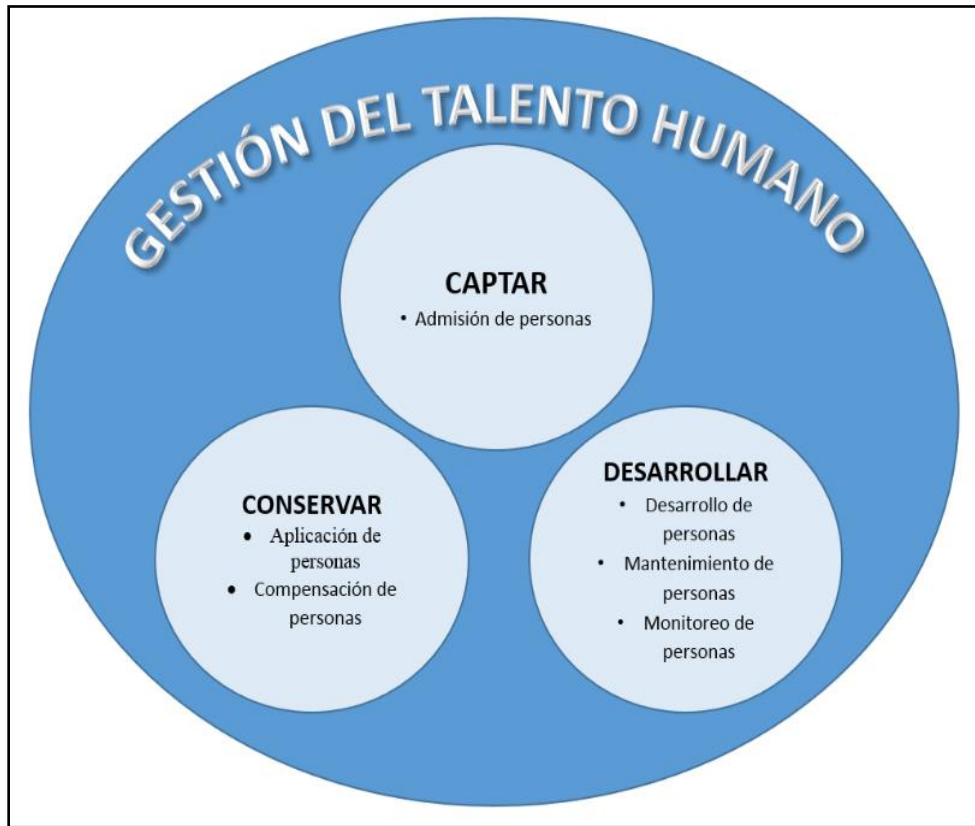 GESTIÓN DEL TALENTO HUMANO
CAPTAR
• Admisión de personas
CONSERVAR
• Aplicación de
personas
• Compensación de
personas
DESARROLLAR
• Desarrollo de
personas
• Mantenimiento de
personas
• Monitoreo de
personas